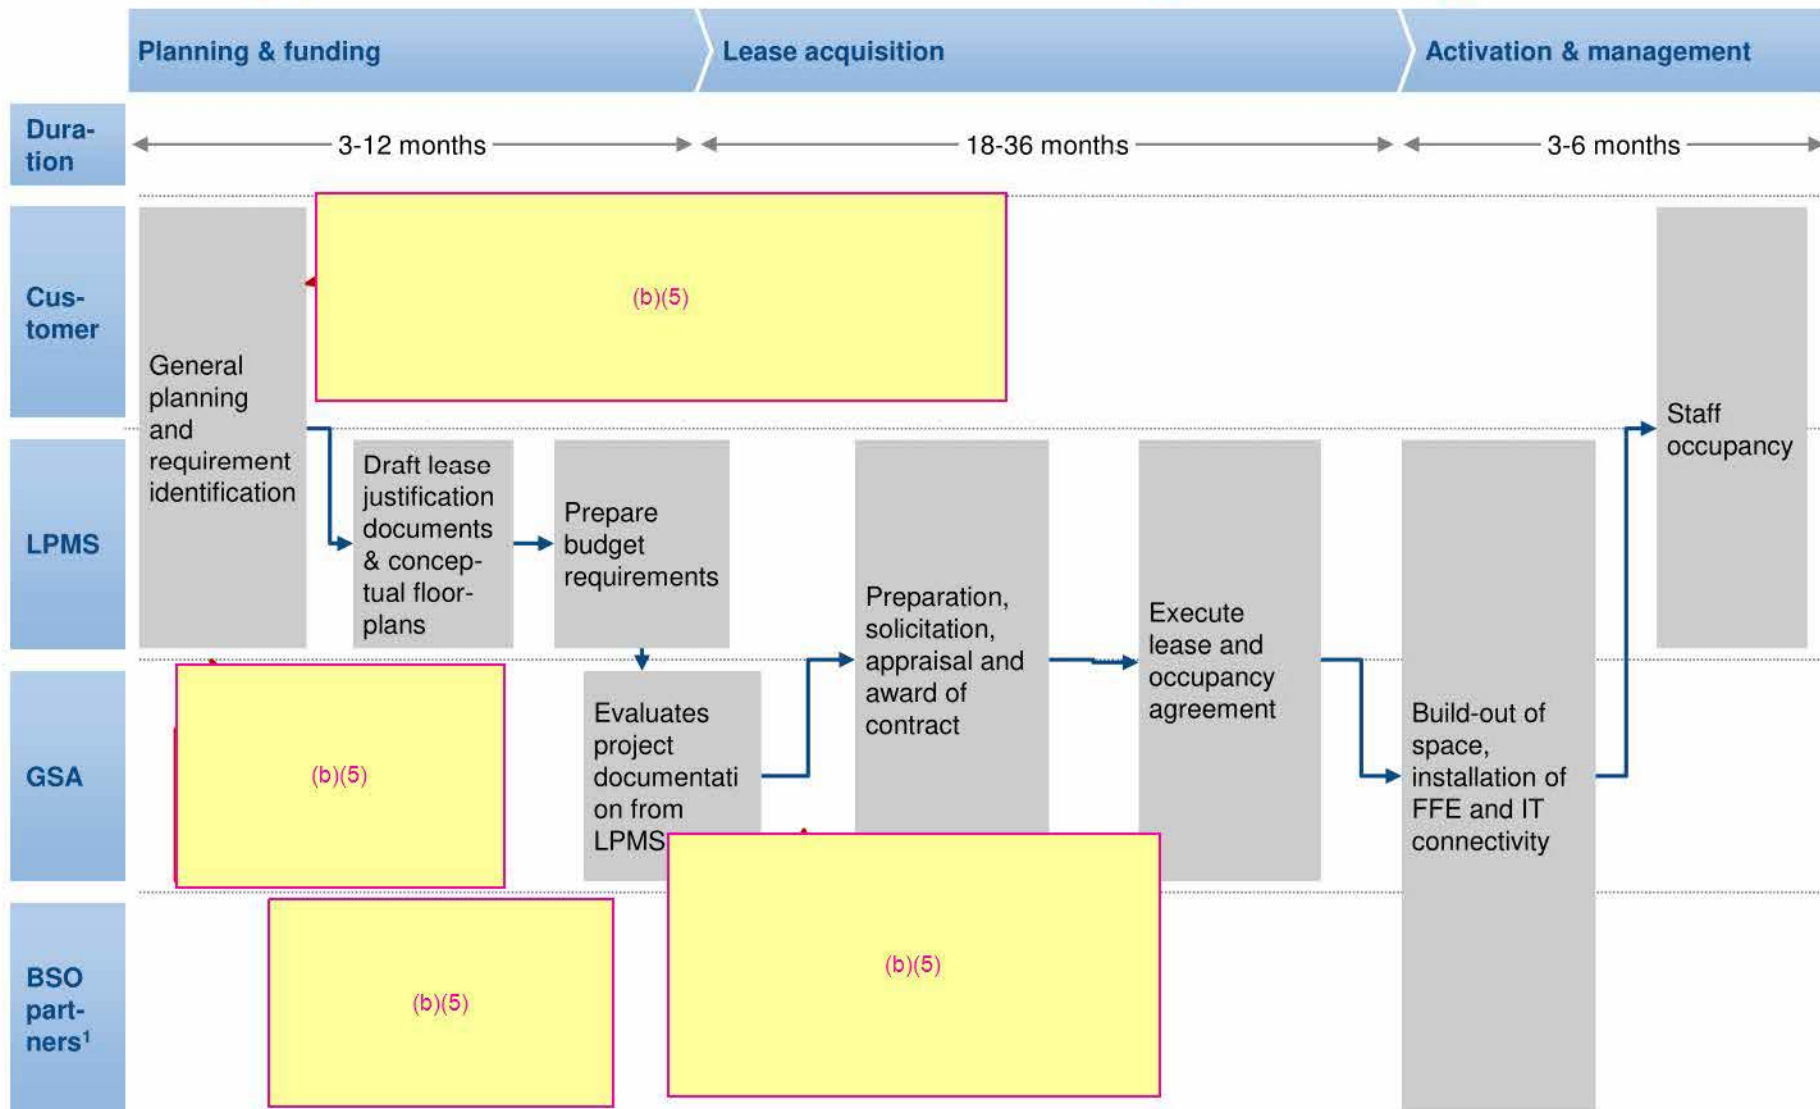 Planning & funding
Lease acquisition
Activation & management
Dura-
tion
3-12 months
18-36 months
3-6 months
Cus-
tomer
(b)(5)
General
planning
and
requirement
identification
Staff
occupancy
LPMS
Draft lease
justification
documents
& concep-
tual floor-
plans
Prepare
budget
requirements
Preparation,
solicitation,
appraisal and
award of
contract
Execute
lease and
occupancy
agreement
GSA
(b)(5)
Evaluates
project
documentati
on from
LPMS
Build-out of
space,
installation of
FFE and IT
connectivity
BSO
part-
ners¹
(b)(5)
(b)(5)